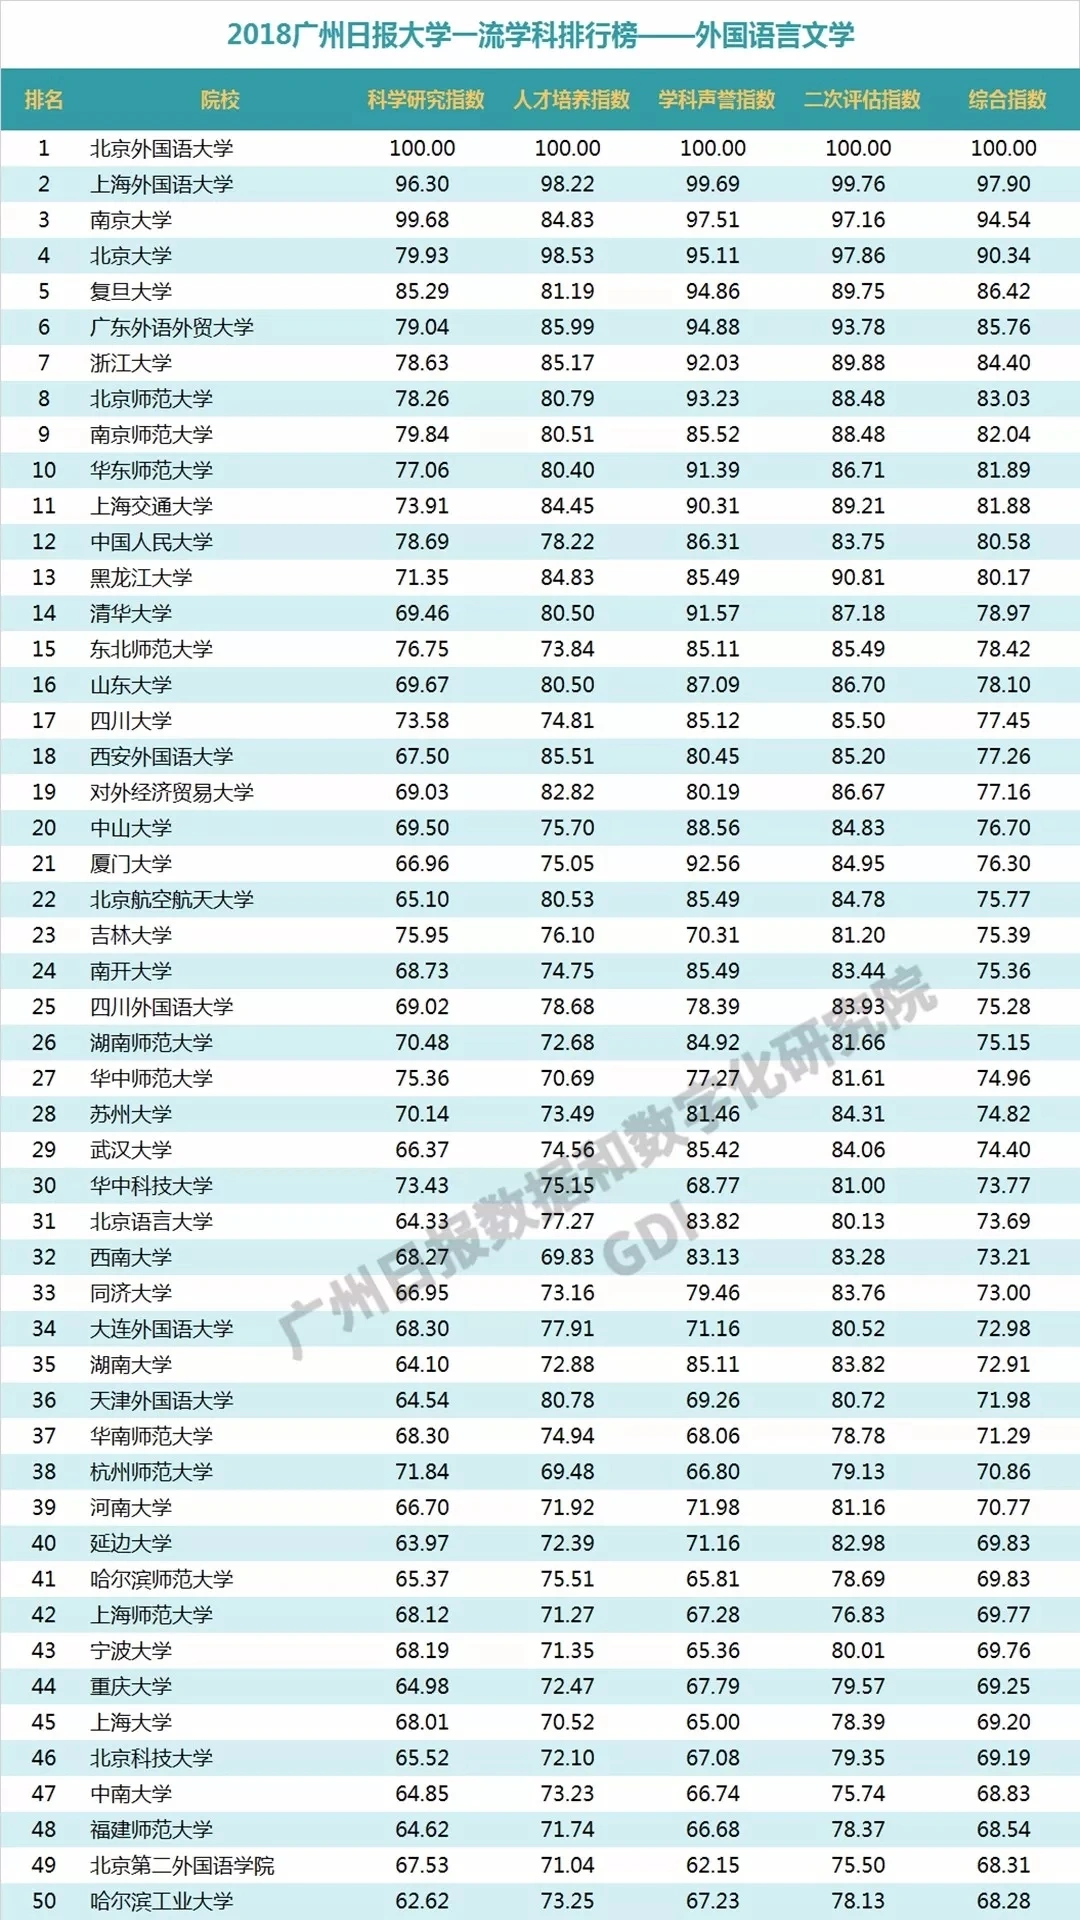 2018广州日报大学一流学科排行榜——外国语言文学
排名 院校 科学研究指数 人才培养指数 学科声誉指数 二次评估指数 综合指数
1 北京外国语大学 100.00 100.00 100.00 100.00 100.00
2 上海外国语大学 96.30 98.22 99.69 99.76 97.90
3 南京大学 99.68 84.83 97.51 97.16 94.54
4 北京大学 79.93 98.53 95.11 97.86 90.34
5 复旦大学 85.29 81.19 94.86 89.75 86.42
6 广东外语外贸大学 79.04 85.99 94.88 93.78 85.76
7 浙江大学 78.63 85.17 92.03 89.88 84.40
8 北京师范大学 78.26 80.79 93.23 88.48 83.03
9 南京师范大学 79.84 80.51 85.52 88.48 82.04
10 华东师范大学 77.06 80.40 91.39 86.71 81.89
11 上海交通大学 73.91 84.45 90.31 89.21 81.88
12 中国人民大学 78.69 78.22 86.31 83.75 80.58
13 黑龙江大学 71.35 84.83 85.49 90.81 80.17
14 清华大学 69.46 80.50 91.57 87.18 78.97
15 东北师范大学 76.75 73.84 85.11 85.49 78.42
16 山东大学 69.67 80.50 87.09 86.70 78.10
17 四川大学 73.58 74.81 85.12 85.50 77.45
18 西安外国语大学 67.50 85.51 80.45 85.20 77.26
19 对外经济贸易大学 69.03 82.82 80.19 86.67 77.16
20 中山大学 69.50 75.70 88.56 84.83 76.70
21 厦门大学 66.96 75.05 92.56 84.95 76.30
22 北京航空航天大学 65.10 80.53 85.49 84.78 75.77
23 吉林大学 75.95 76.10 70.31 81.20 75.39
24 南开大学 68.73 74.75 85.49 83.44 75.36
25 四川外国语大学 69.02 78.68 78.39 83.93 75.28
26 湖南师范大学 70.48 72.68 84.92 81.66 75.15
27 华中师范大学 75.36 70.69 77.27 81.61 74.96
28 苏州大学 70.14 73.49 81.46 84.31 74.82
29 武汉大学 66.37 74.56 85.42 84.06 74.40
30 华中科技大学 73.43 75.15 68.77 81.00 73.77
31 北京语言大学 64.33 77.27 83.82 80.13 73.69
32 西南大学 68.27 69.83 83.13 83.28 73.21
33 同济大学 66.95 73.16 79.46 83.76 73.00
34 大连外国语大学 68.30 77.91 71.16 80.52 72.98
35 湖南大学 64.10 72.88 85.11 83.82 72.91
36 天津外国语大学 64.54 80.78 69.26 80.72 71.98
37 华南师范大学 68.30 74.94 68.06 78.78 71.29
38 杭州师范大学 71.84 69.48 66.80 79.13 70.86
39 河南大学 66.70 71.92 71.98 81.16 70.77
40 延边大学 63.97 72.39 71.16 82.98 69.83
41 哈尔滨师范大学 65.37 75.51 65.81 78.69 69.83
42 上海师范大学 68.12 71.27 67.28 76.83 69.77
43 宁波大学 68.19 71.35 65.36 80.01 69.76
44 重庆大学 64.98 72.47 67.79 79.57 69.25
45 上海大学 68.01 70.52 65.00 78.39 69.20
46 北京科技大学 65.52 72.10 67.08 79.35 69.19
47 中南大学 64.85 73.23 66.74 75.74 68.83
48 福建师范大学 64.62 71.74 66.68 78.37 68.54
49 北京第二外国语学院 67.53 71.04 62.15 75.50 68.31
50 哈尔滨工业大学 62.62 73.25 67.23 78.13 68.28
广州日报数据和数字化研究院
GDI